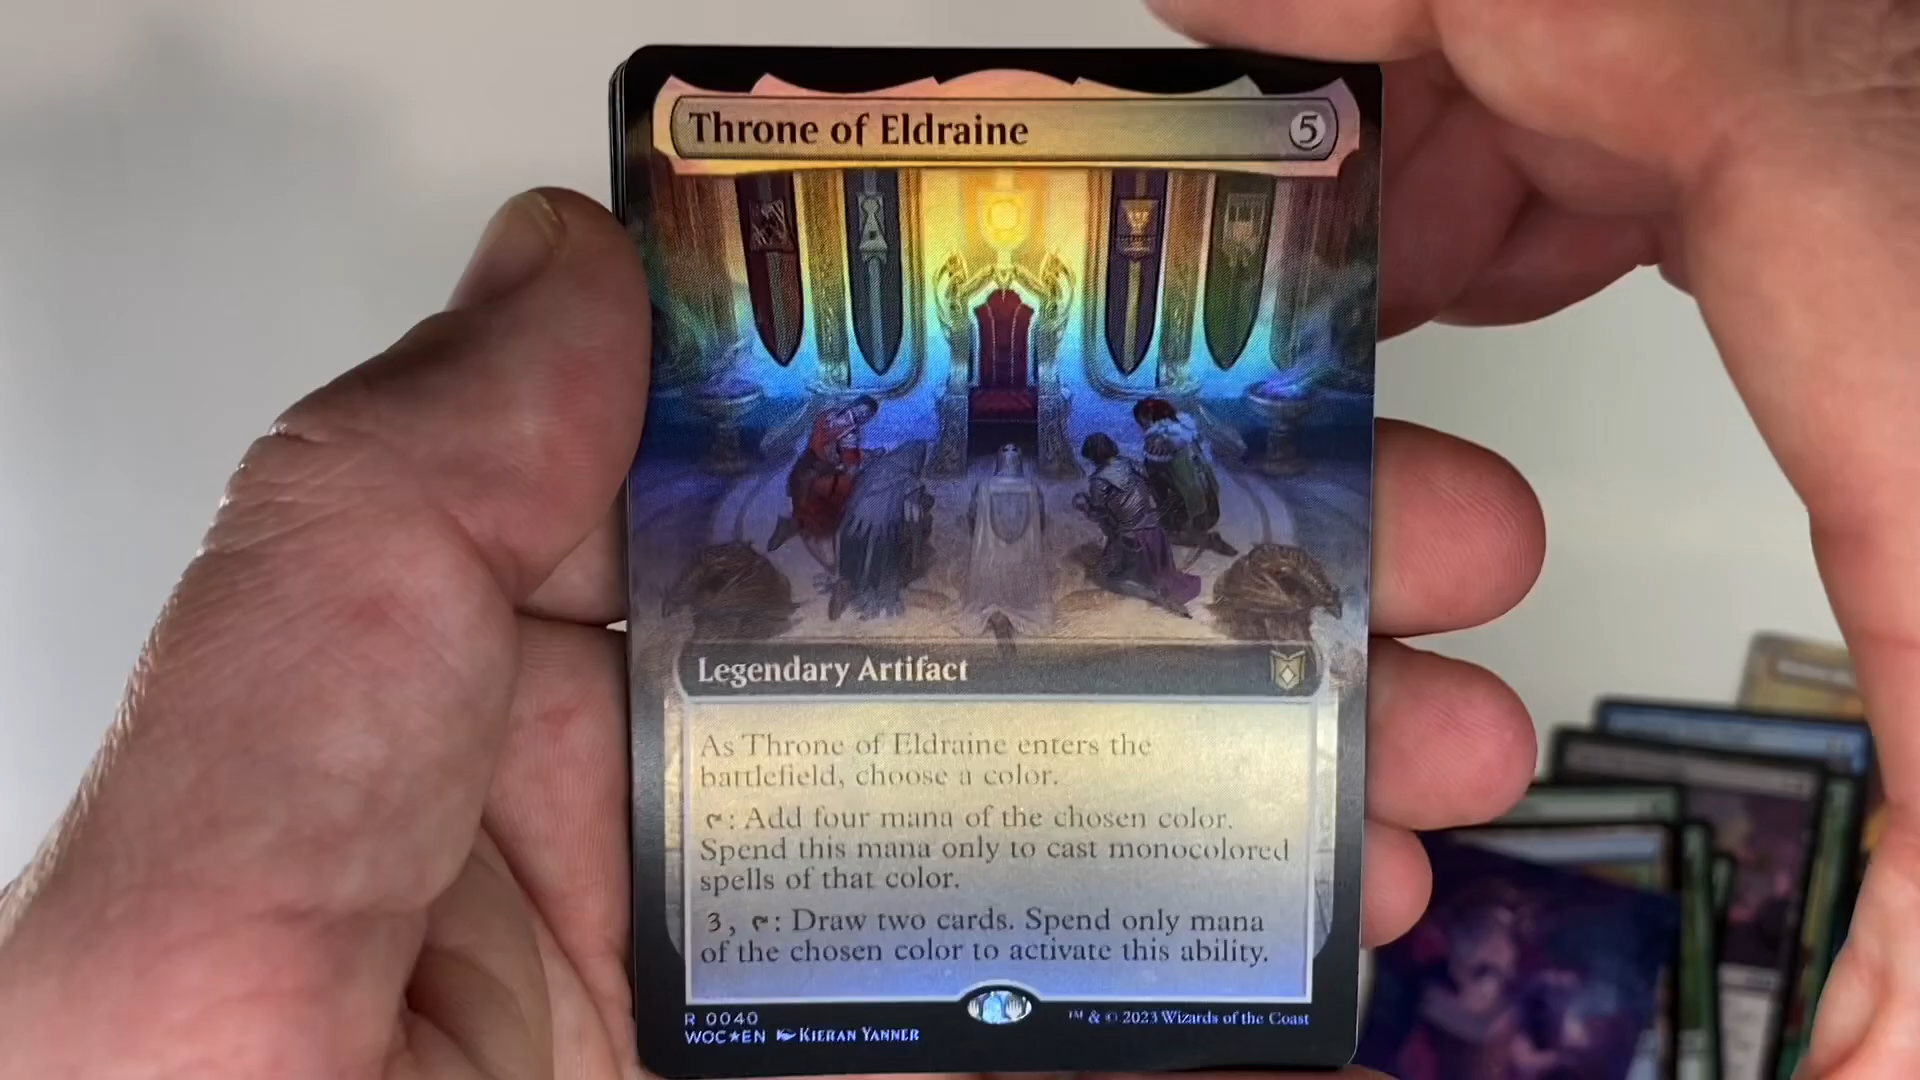 Throne of Eldraine 5
Legendary Artifact
As Throne of Eldraine enters the
battlefield, choose a color.
: Add four mana of the chosen color.
Spend this mana only to cast monocolored
spells of that color.
3, : Draw two cards. Spend only mana
of the chosen color to activate this ability.
R 0040
WOC★EN KIERAN YANNER
™ & © 2023 Wizards of the Coast